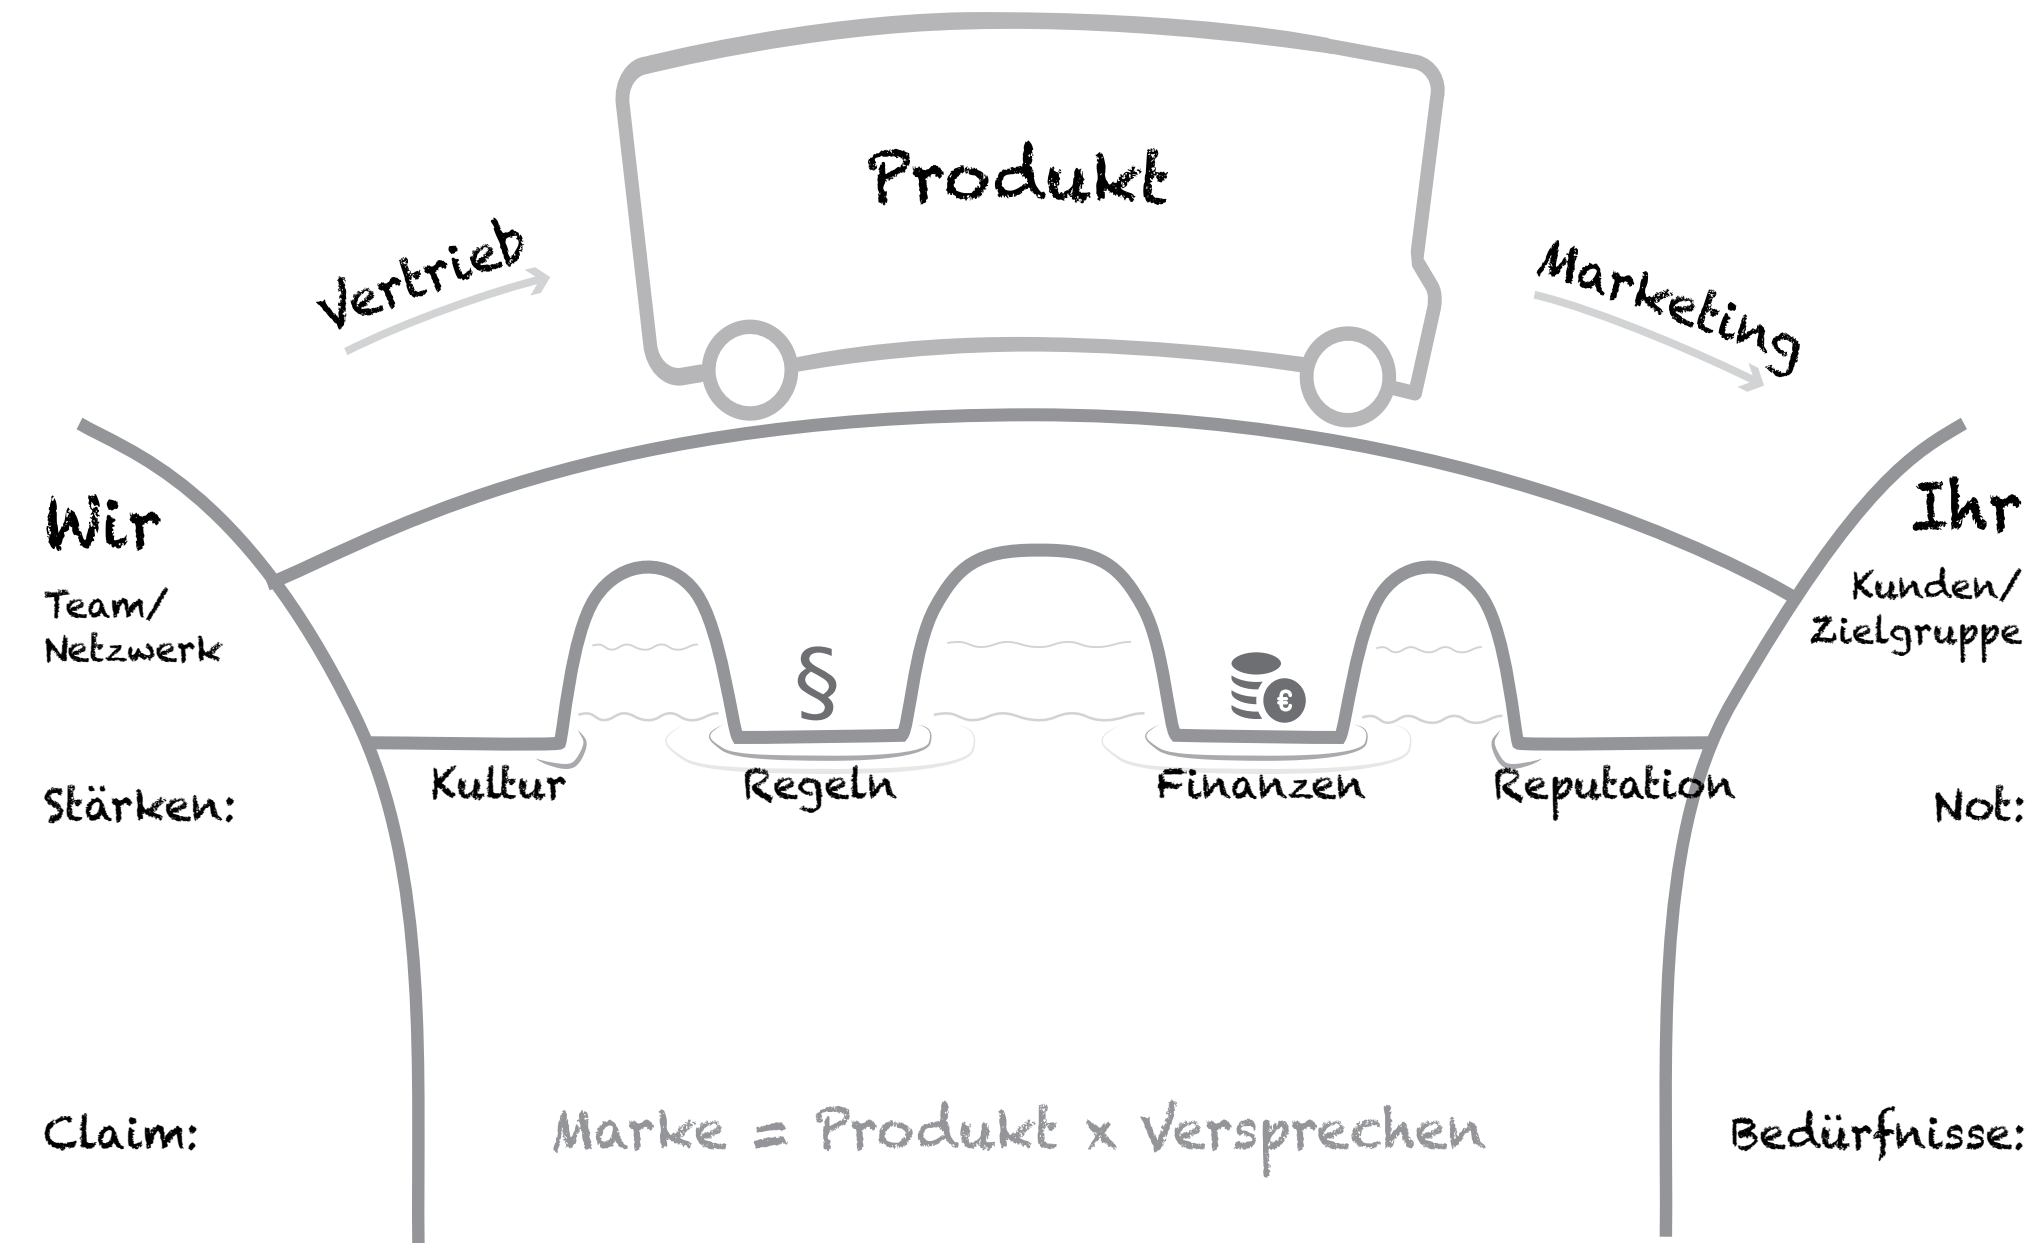 Produkt
Vertrieb
Marketing
Wir
Team/
Netzwerk
Ihr
Kunden/
Zielgruppe
§
€
Kultur
Regeln
Finanzen
Reputation
Stärken:
Not:
Claim:
Marke = Produkt x Versprechen
Bedürfnisse: